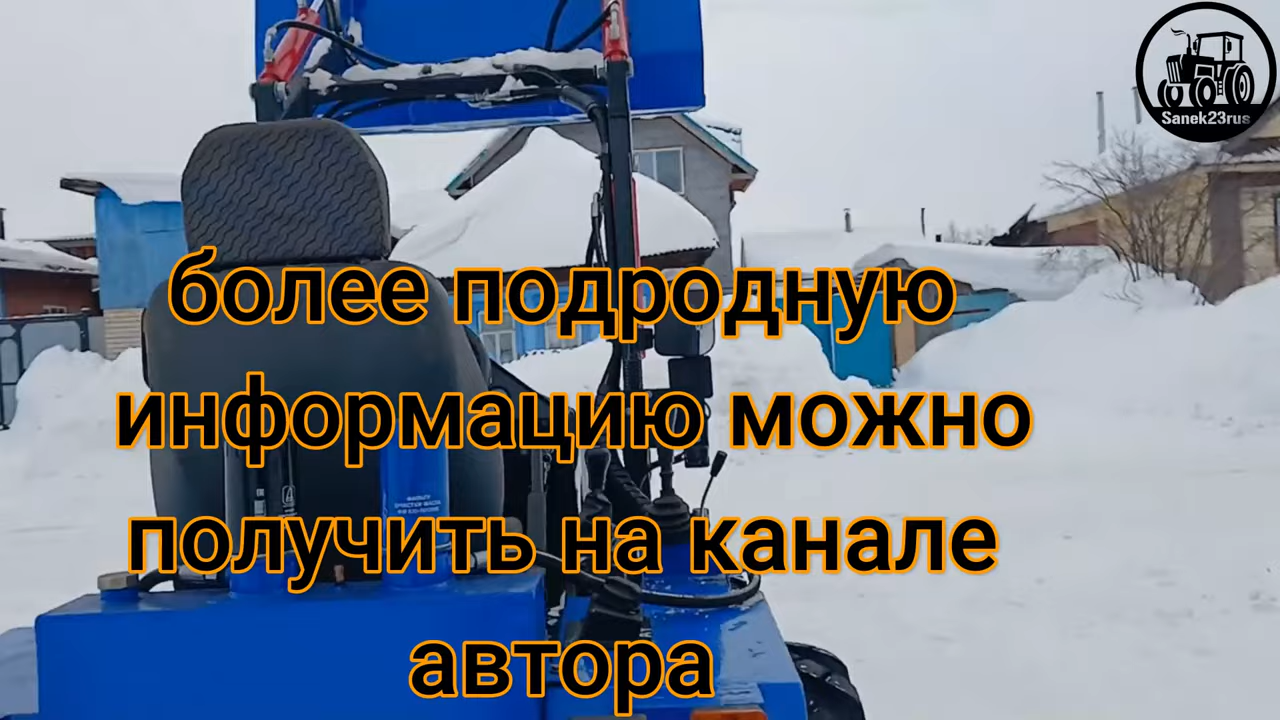 Sanek23rus
более подродную
информацию можно
получить на канале
автора